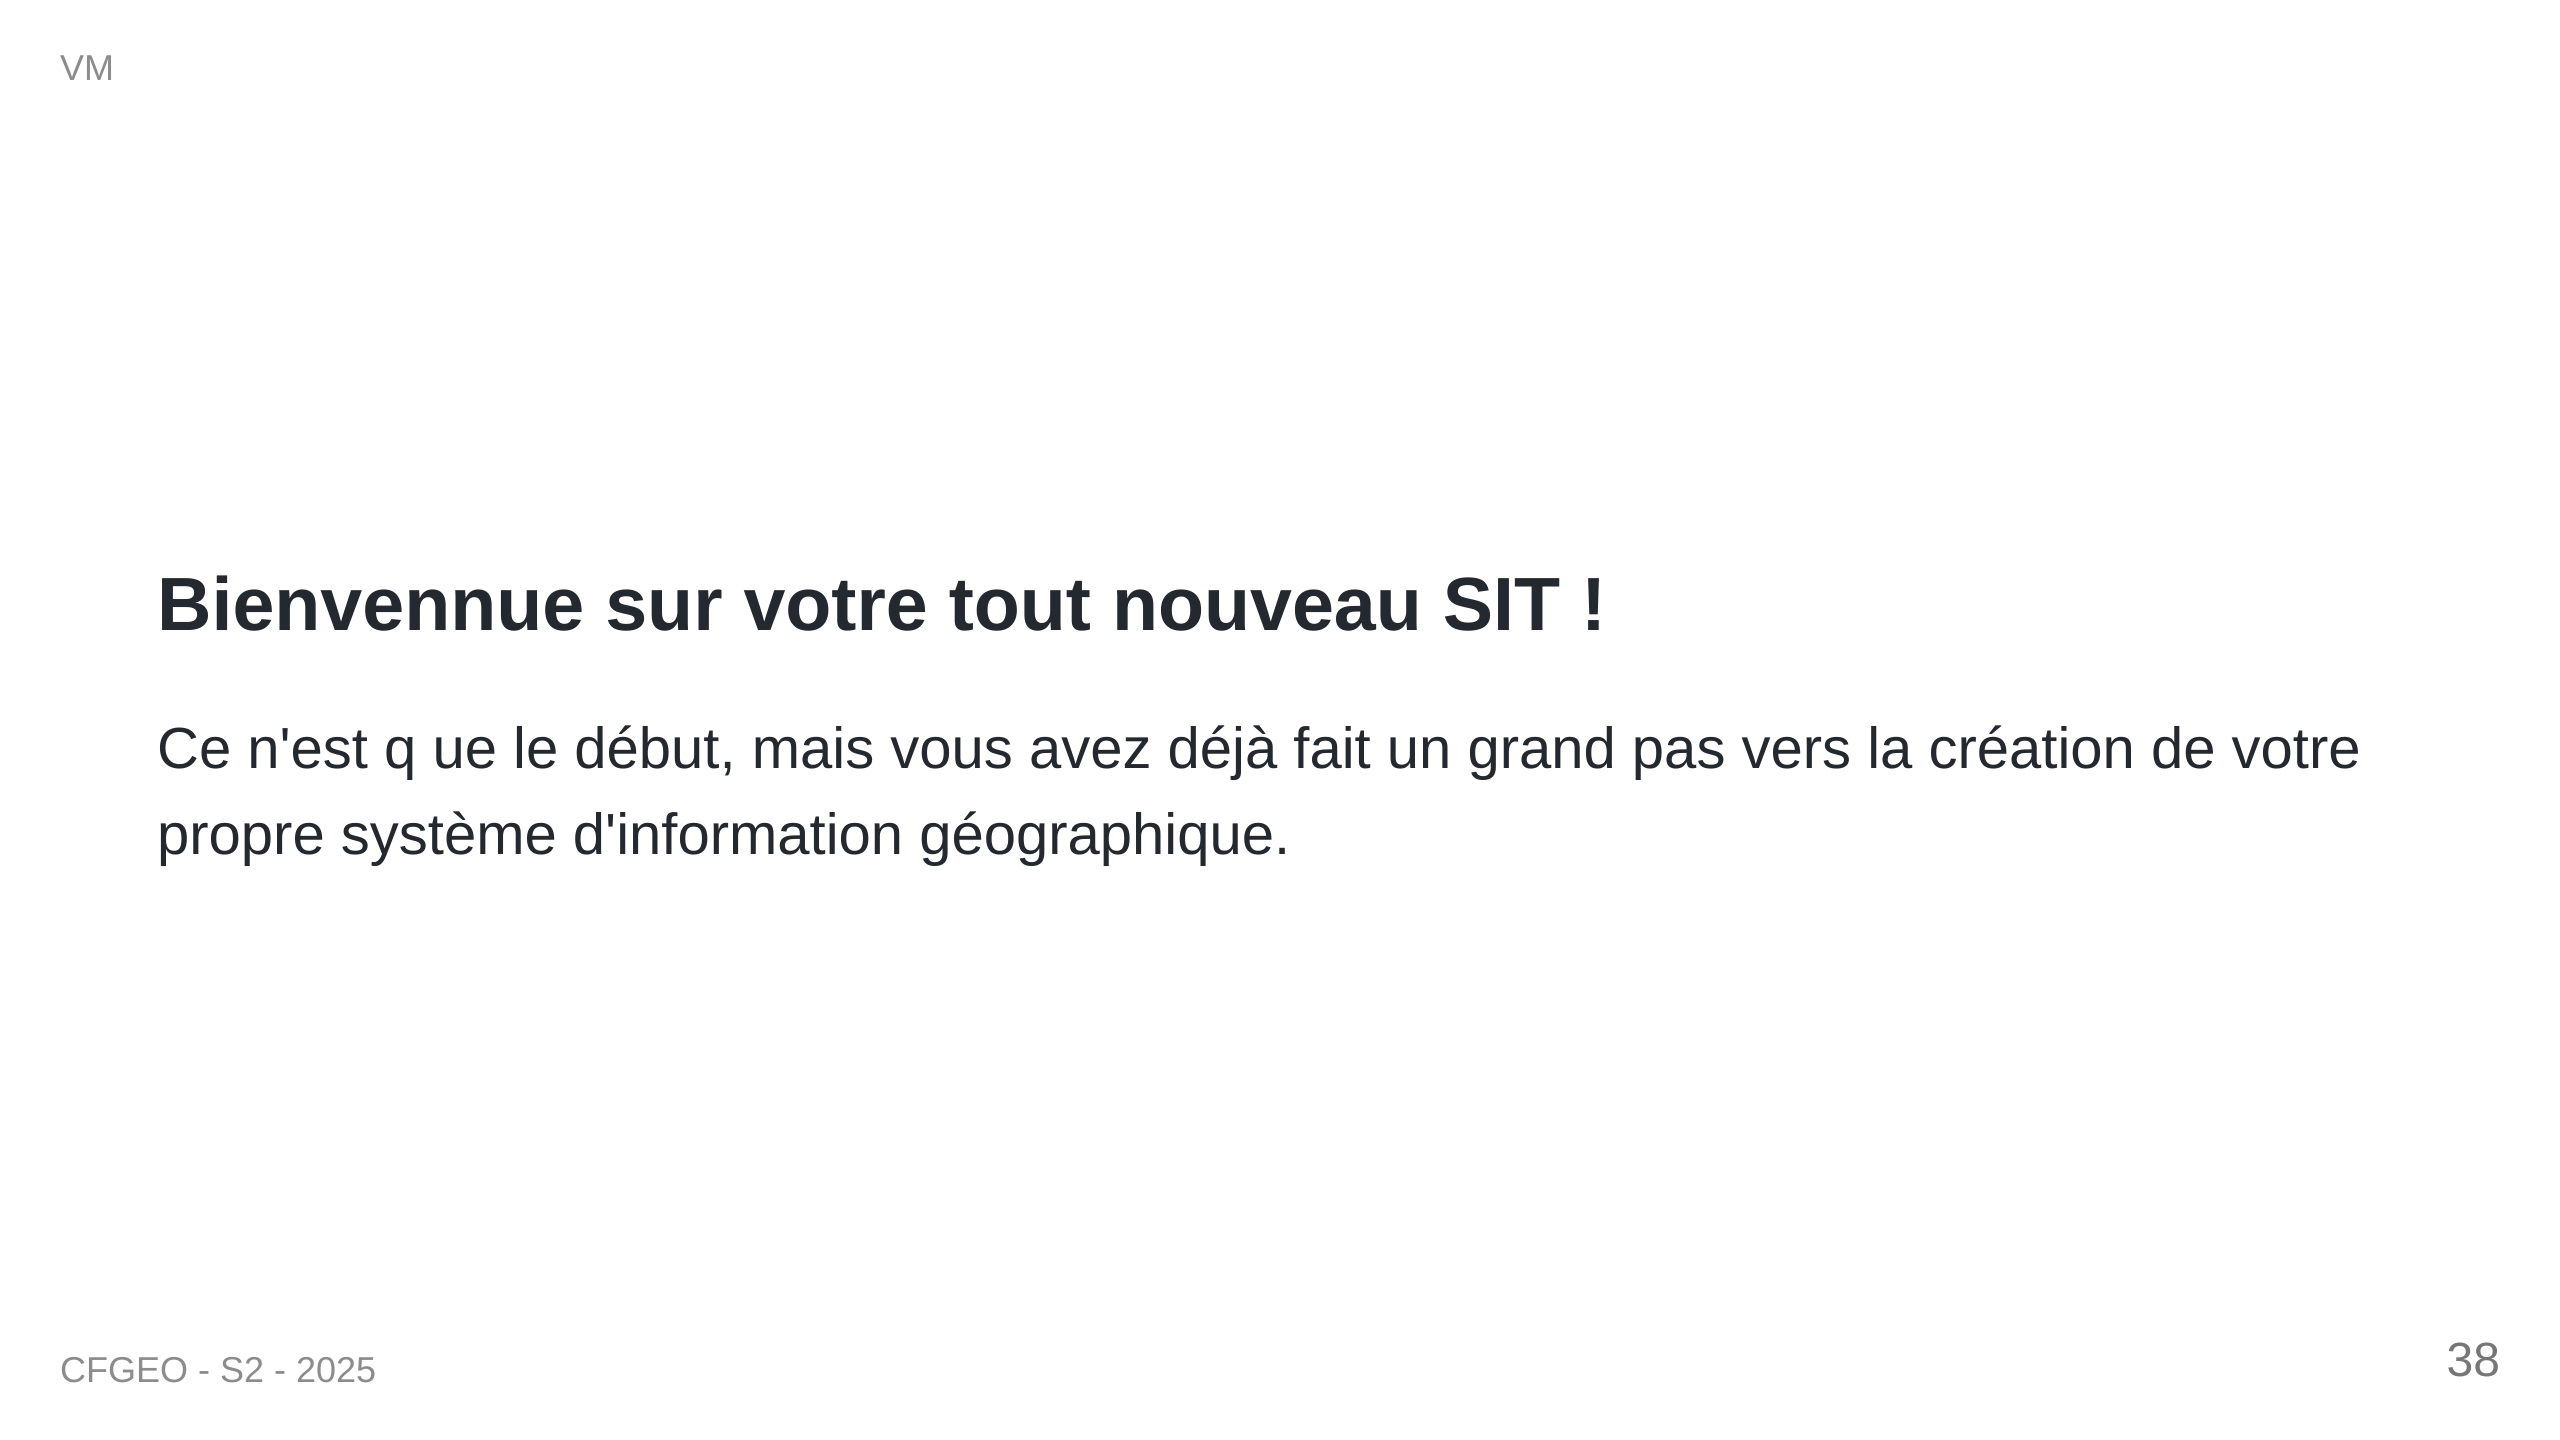 VM
Bienvennue sur votre tout nouveau SIT !
Ce n'est q ue le début, mais vous avez déjà fait un grand pas vers la création de votre
propre système d'information géographique.
CFGEO - S2 - 2025
38